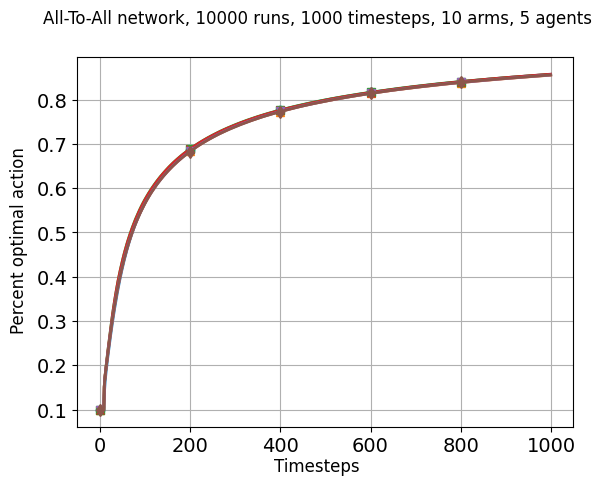 All-To-All network, 10000 runs, 1000 timesteps, 10 arms, 5 agents
Percent optimal action
0.8
0.7
0.6
0.5
0.4
0.3
0.2
0.1
0 200 400 600 800 1000
Timesteps